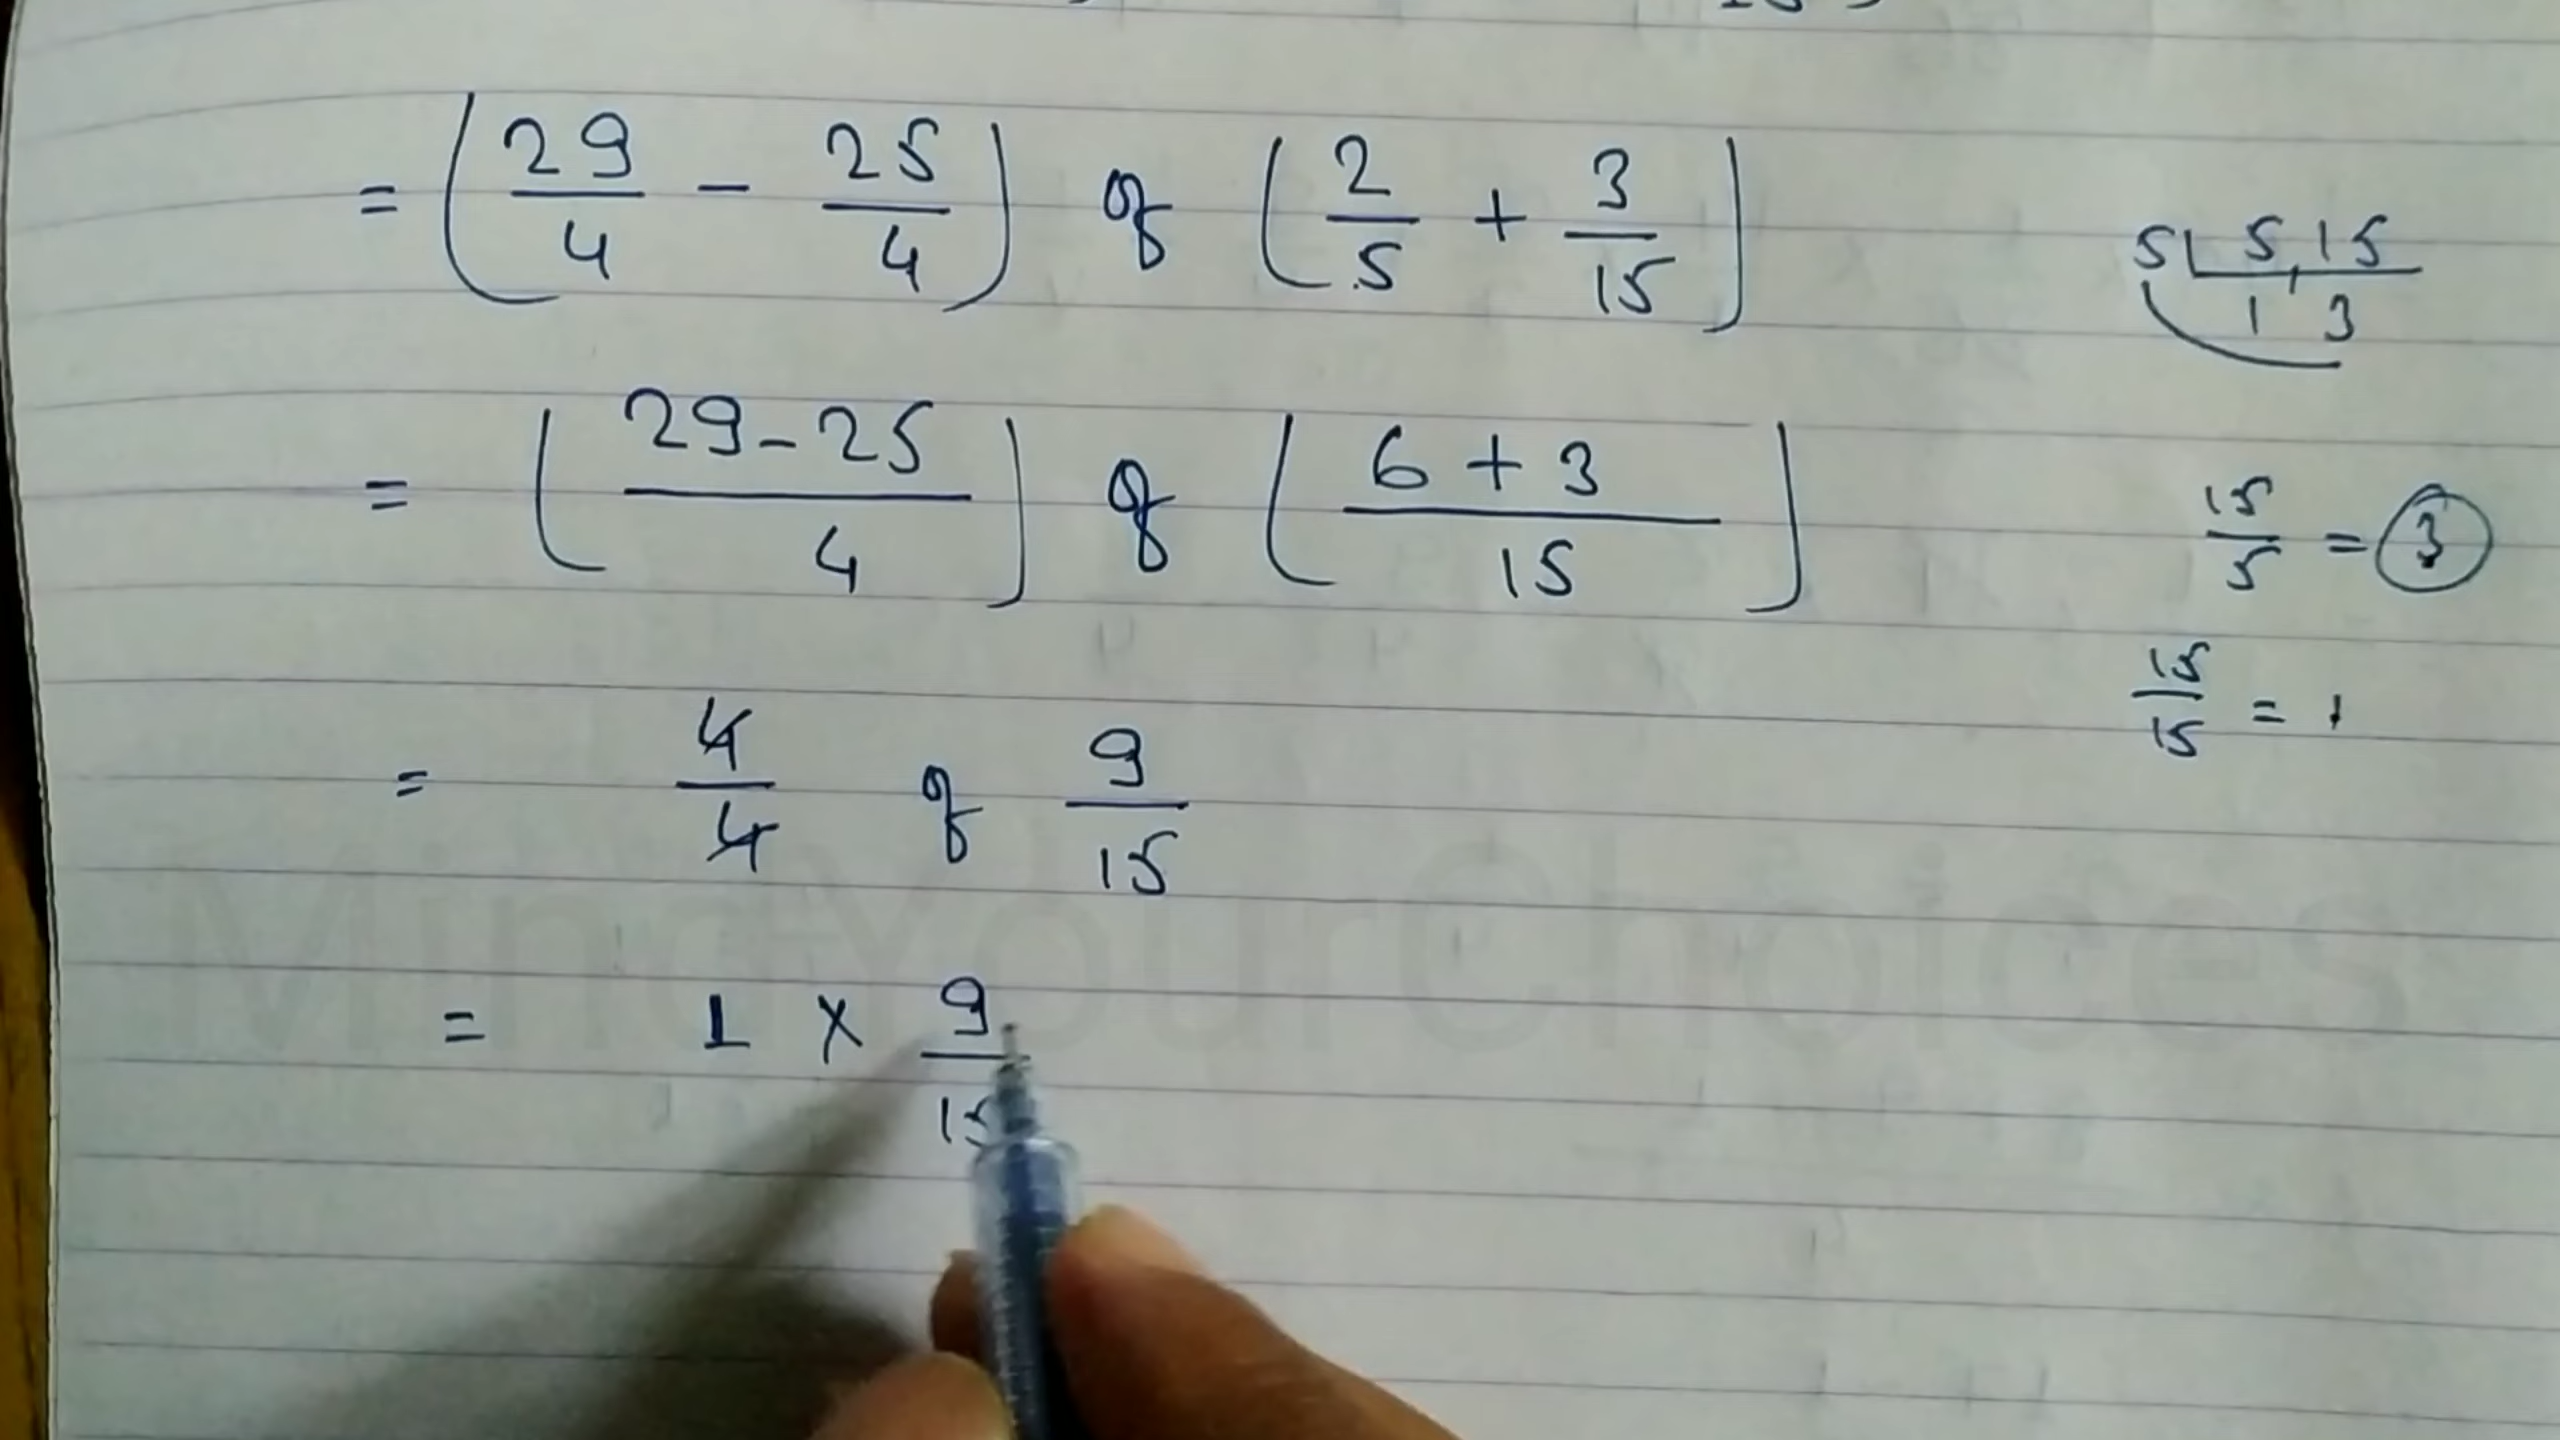 = (29/4 - 25/4) of (2/5 + 3/15)
5 | 5, 15
1 3
= (29-25/4) of (6+3/15)
15/5 = 3
= 4/4 of 9/15
15/15 = 1
= 1 × 9/15
MindYourChoices